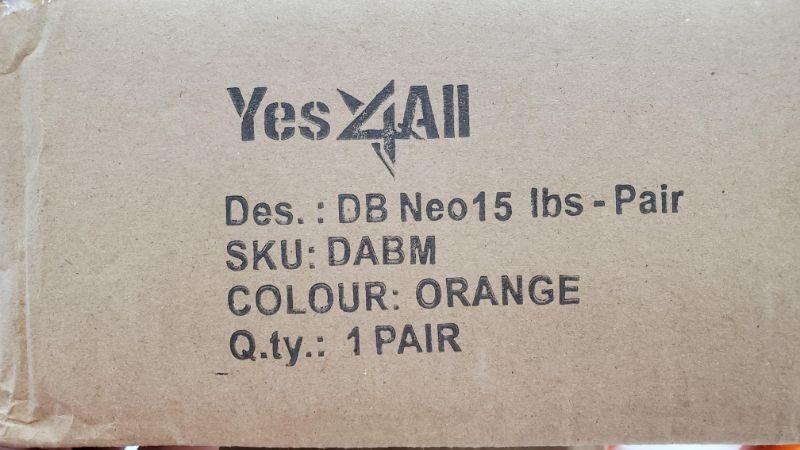 Yes4All
Des. : DB Neo15 lbs - Pair
SKU: DABM
COLOUR: ORANGE
Q.ty.: 1 PAIR